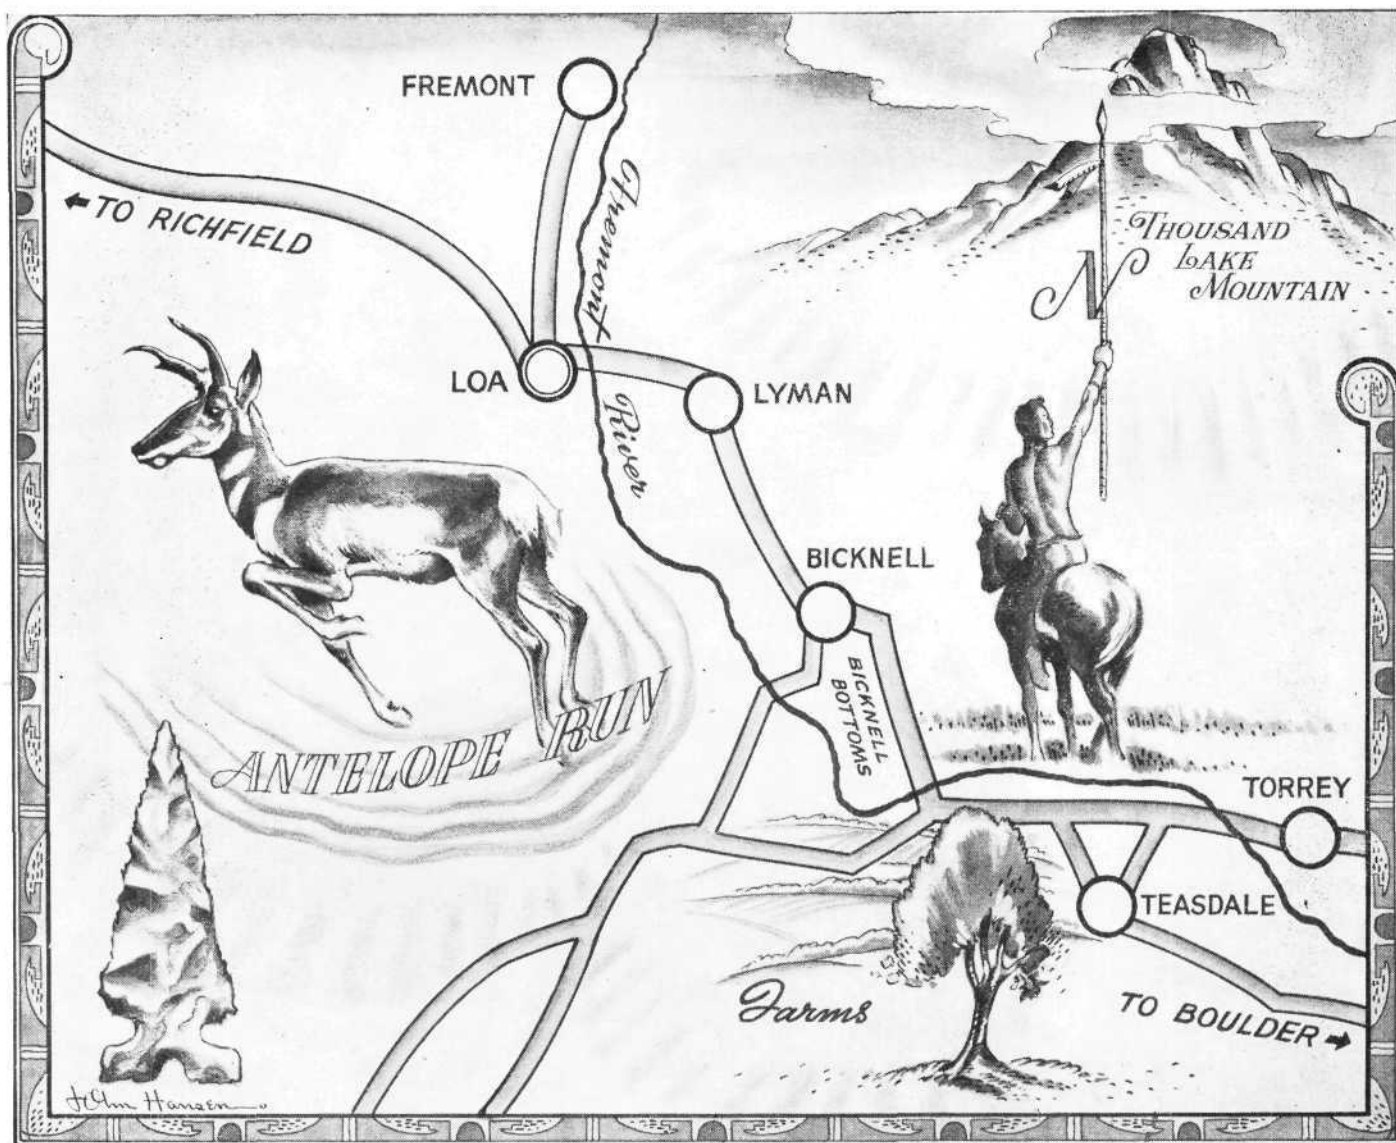 FREMONT
Fremont
River
← TO RICHFIELD
THOUSAND
LAKE
MOUNTAIN
N
LOA
LYMAN
BICKNELL
BICKNELL
BOTTOMS
ANTELOPE RUN
TORREY
TEASDALE
Farms
TO BOULDER →
Hansen